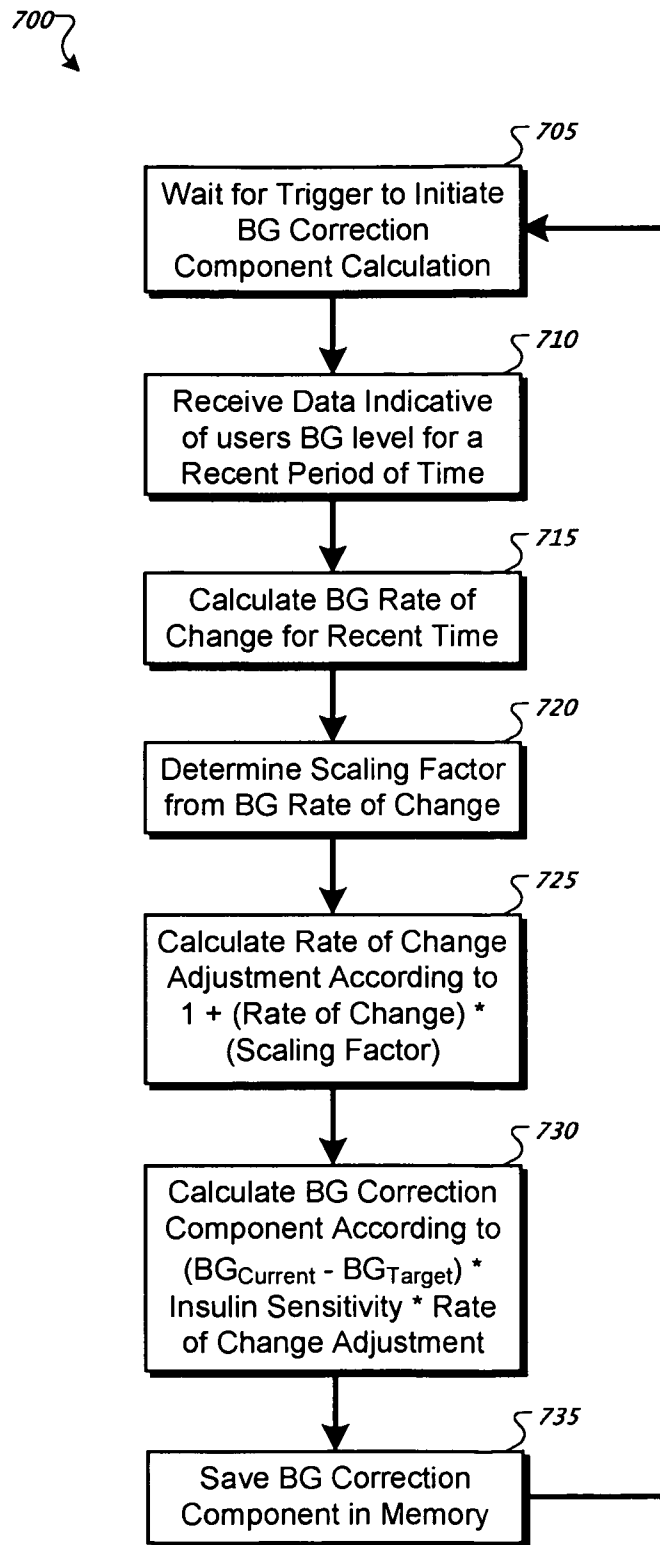 700
705
Wait for Trigger to Initiate
BG Correction
Component Calculation
710
Receive Data Indicative
of users BG level for a
Recent Period of Time
715
Calculate BG Rate of
Change for Recent Time
720
Determine Scaling Factor
from BG Rate of Change
725
Calculate Rate of Change
Adjustment According to
1 + (Rate of Change) *
(Scaling Factor)
730
Calculate BG Correction
Component According to
(BGCurrent - BGTarget) *
Insulin Sensitivity * Rate
of Change Adjustment
735
Save BG Correction
Component in Memory